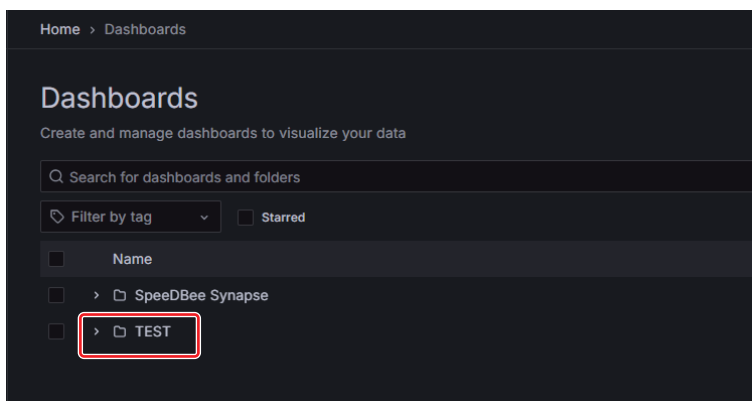 Home › Dashboards
Dashboards
Create and manage dashboards to visualize your data
Search for dashboards and folders
Filter by tag Starred
Name
SpeeDBee Synapse
TEST